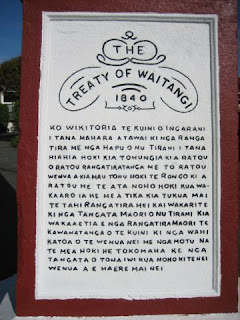 THE
TREATY OF WAITANGI
1840
KO WIKITORIA TE KUINI O INGARANI
I TANA MAHARA ATAWAI KI NGA RANGA
TIRA ME NGA HAPU O NU TIRANI I TANA
HIAHIA HOKI KIA TOHUNGIA KI A RATOU
O RATOU RANGATIRATANGA ME TO RATOU
WENUA A KIA MAU TONU HOKI TE RONGO KI A
RATOU ME TE ATA NOHO HOKI KUA WA-
KAARO IA HE MEA TIKA KIA TUKUA MAI
TE TAHI RANGATIRA HEI KAI WAKARITE
KI NGA TANGATA MAORI O NU TIRANI KIA
WAKAAETIA E NGA RANGATIRA MAORI TE
KAWANATANGA O TE KUINI KI NGA WAHI
KATOA O TE WENUA NEI ME NGA MOTU NA
TE MEA HOKI HE TOKOMAHA KE NGA
TANGATA O TONA IWI KUA NOHO KI TENEI
WENUA A E HAERE MAI NEI